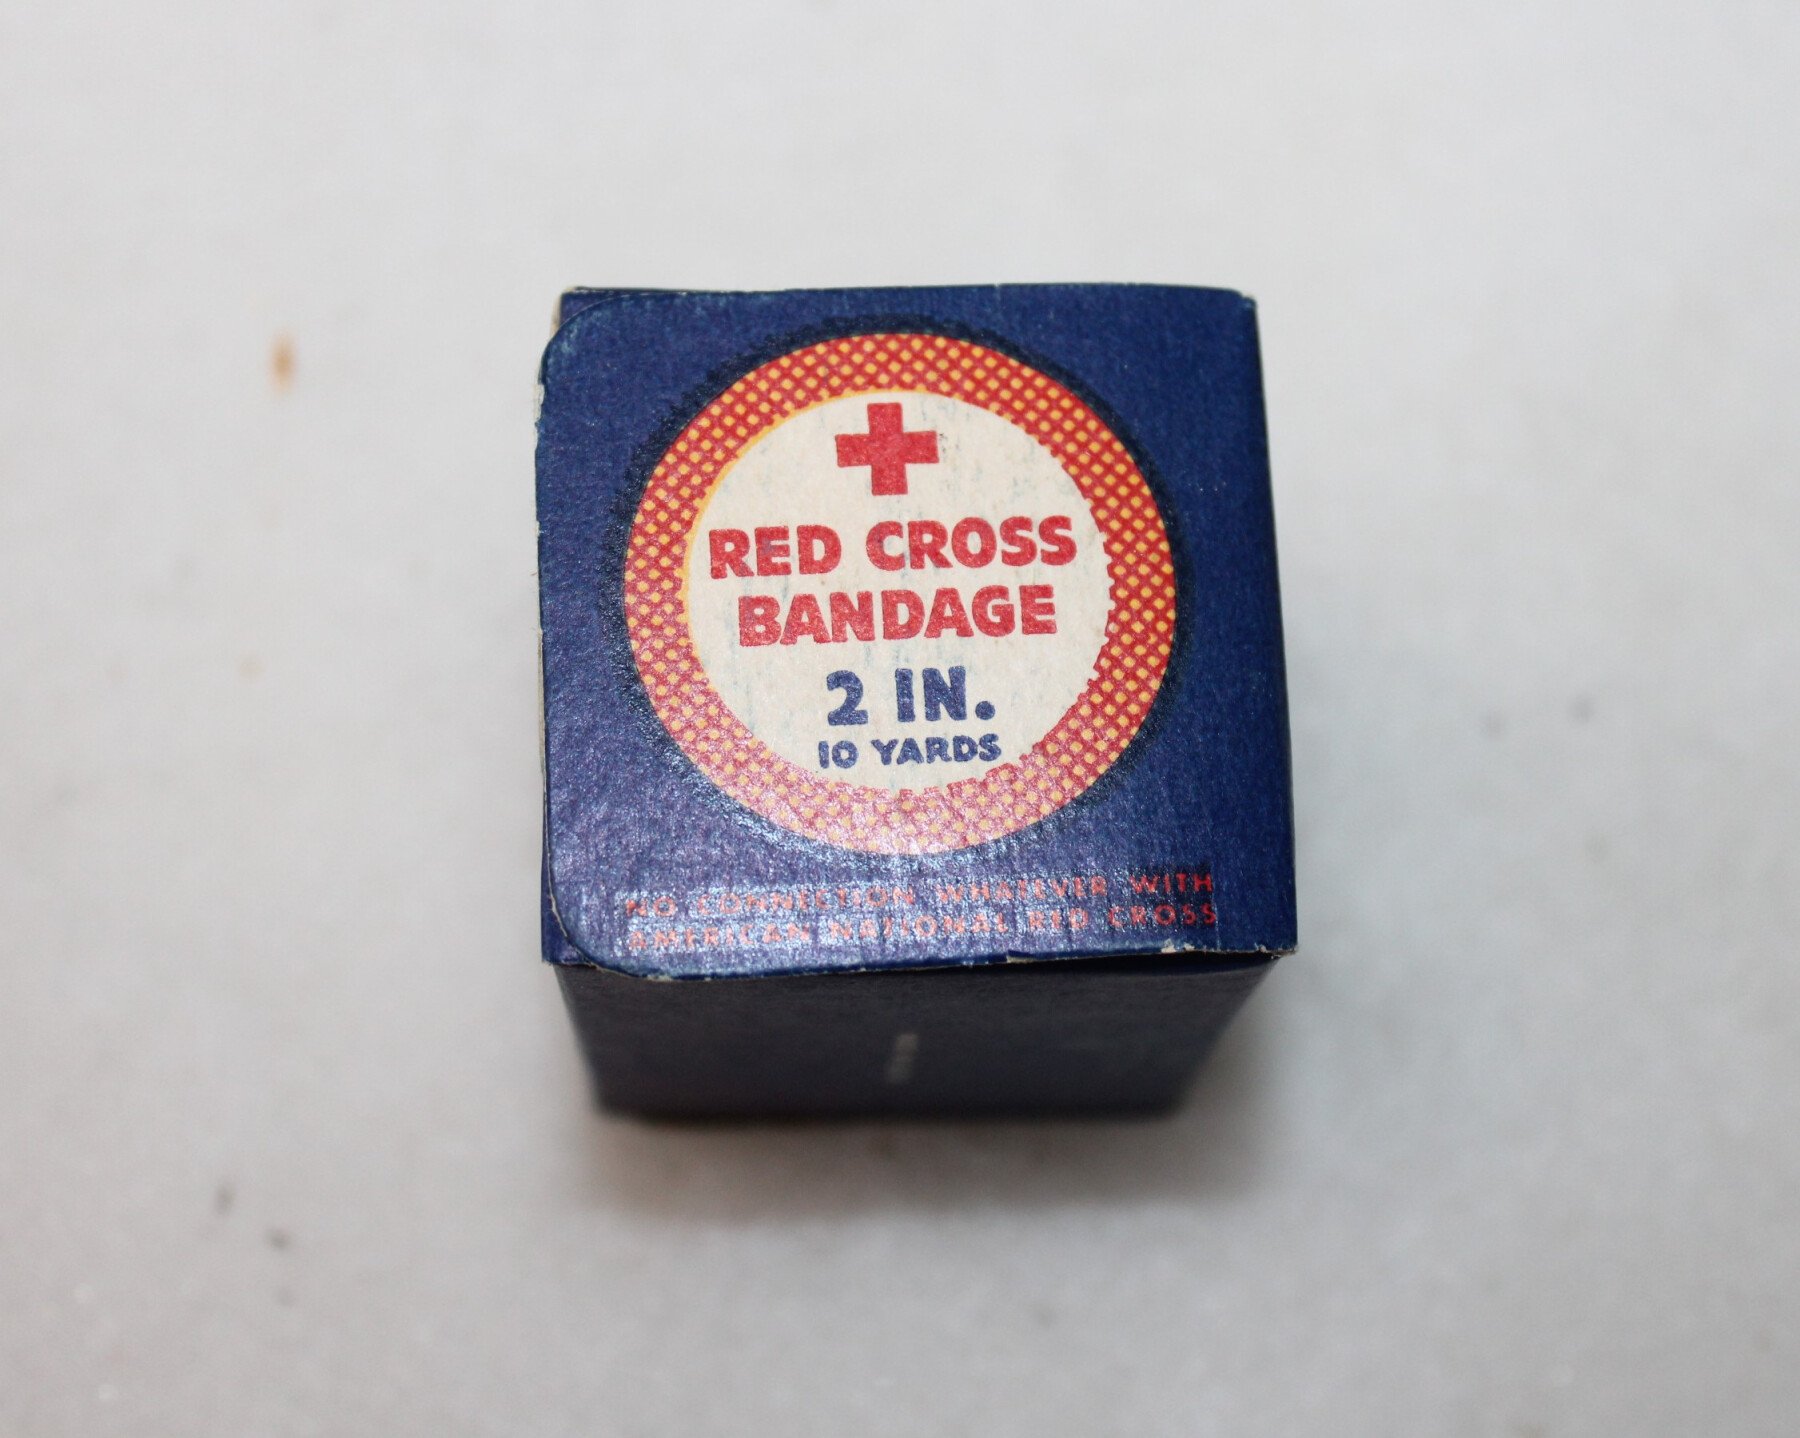 RED CROSS
BANDAGE
2 IN.
10 YARDS
NO CONNECTION WHATEVER WITH
AMERICAN NATIONAL RED CROSS